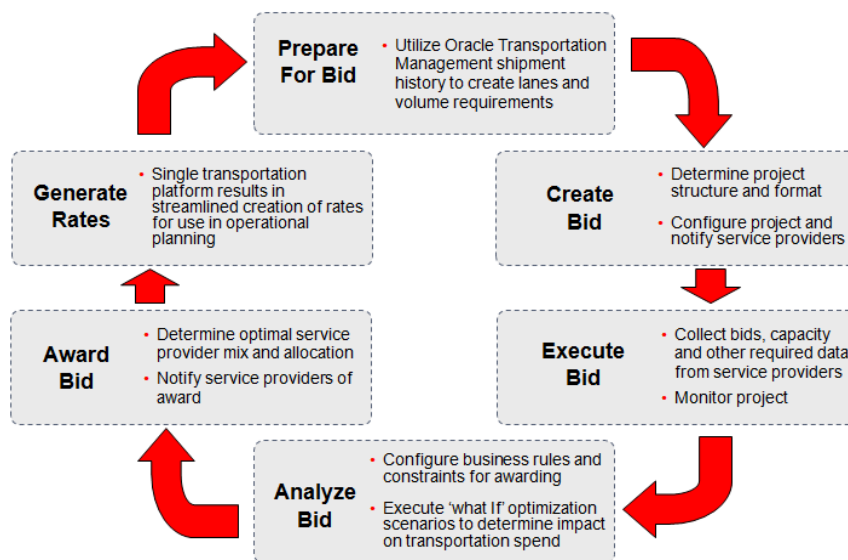 Prepare
For Bid
• Utilize Oracle Transportation
Management shipment
history to create lanes and
volume requirements
Create
Bid
• Determine project
structure and format
• Configure project and
notify service providers
Execute
Bid
• Collect bids, capacity
and other required data
from service providers
• Monitor project
Analyze
Bid
• Configure business rules and
constraints for awarding
• Execute ‘what If’ optimization
scenarios to determine impact
on transportation spend
Award
Bid
• Determine optimal service
provider mix and allocation
• Notify service providers of
award
Generate
Rates
• Single transportation
platform results in
streamlined creation of rates
for use in operational
planning